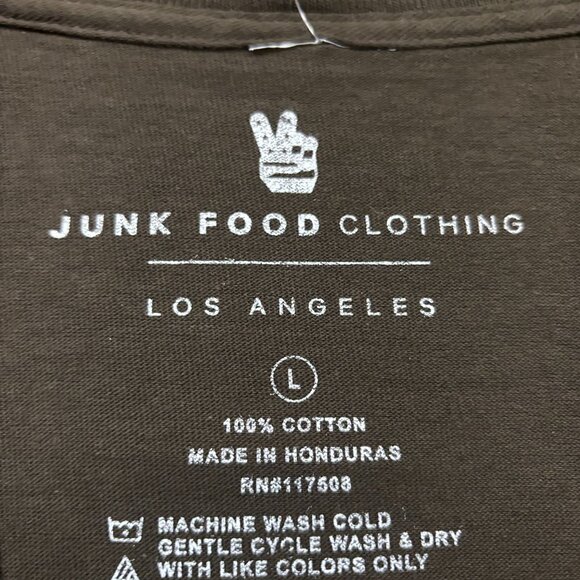 JUNK FOOD CLOTHING
LOS ANGELES
L
100% COTTON
MADE IN HONDURAS
RN#117508
MACHINE WASH COLD
GENTLE CYCLE WASH & DRY
WITH LIKE COLORS ONLY